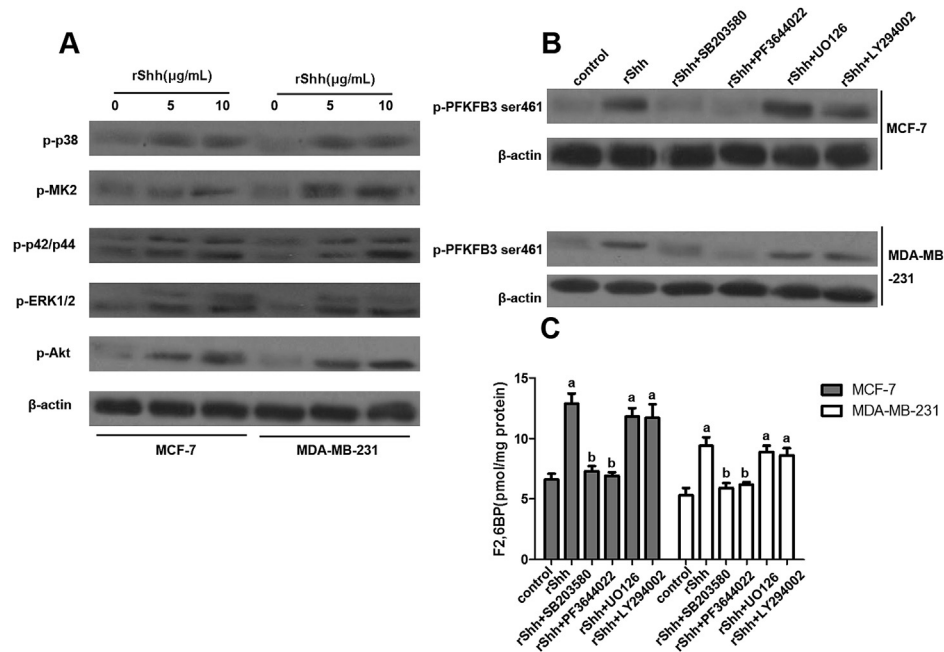 A
rShh(µg/mL) rShh(µg/mL)
0 5 10 0 5 10
p-p38
p-MK2
p-p42/p44
p-ERK1/2
p-Akt
β-actin
MCF-7 MDA-MB-231
B
control rShh rShh+SB203580 rShh+PF3644022 rShh+UO126 rShh+LY294002
p-PFKFB3 ser461
β-actin
MCF-7
p-PFKFB3 ser461
β-actin
MDA-MB
-231
C
F2,6BP(pmol/mg protein)
15
10
5
0
a b b a a a b b a a
control rShh rShh+SB203580 rShh+PF3644022 rShh+UO126 rShh+LY294002 control rShh rShh+SB203580 rShh+PF3644022 rShh+UO126 rShh+LY294002
MCF-7
MDA-MB-231